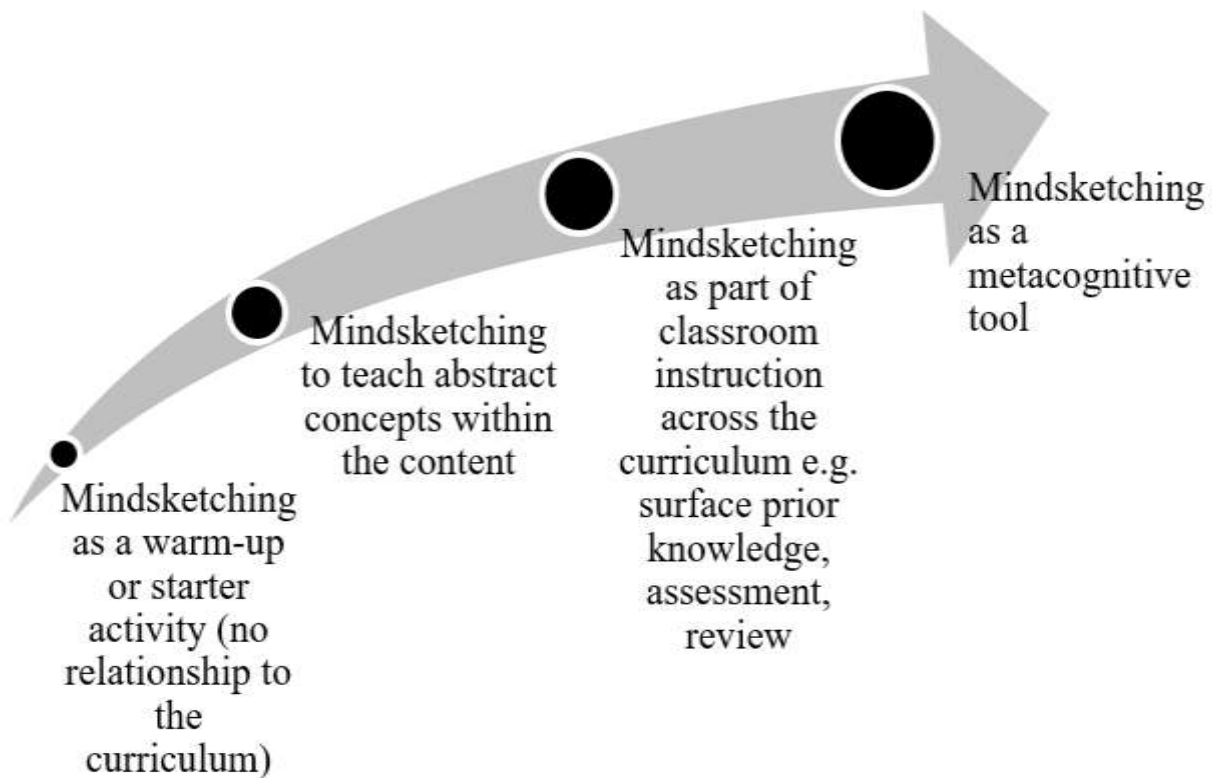 Mindsketching
as a warm-up
or starter
activity (no
relationship to
the
curriculum)
Mindsketching
to teach abstract
concepts within
the content
Mindsketching
as part of
classroom
instruction
across the
curriculum e.g.
surface prior
knowledge,
assessment,
review
Mindsketching
as a
metacognitive
tool